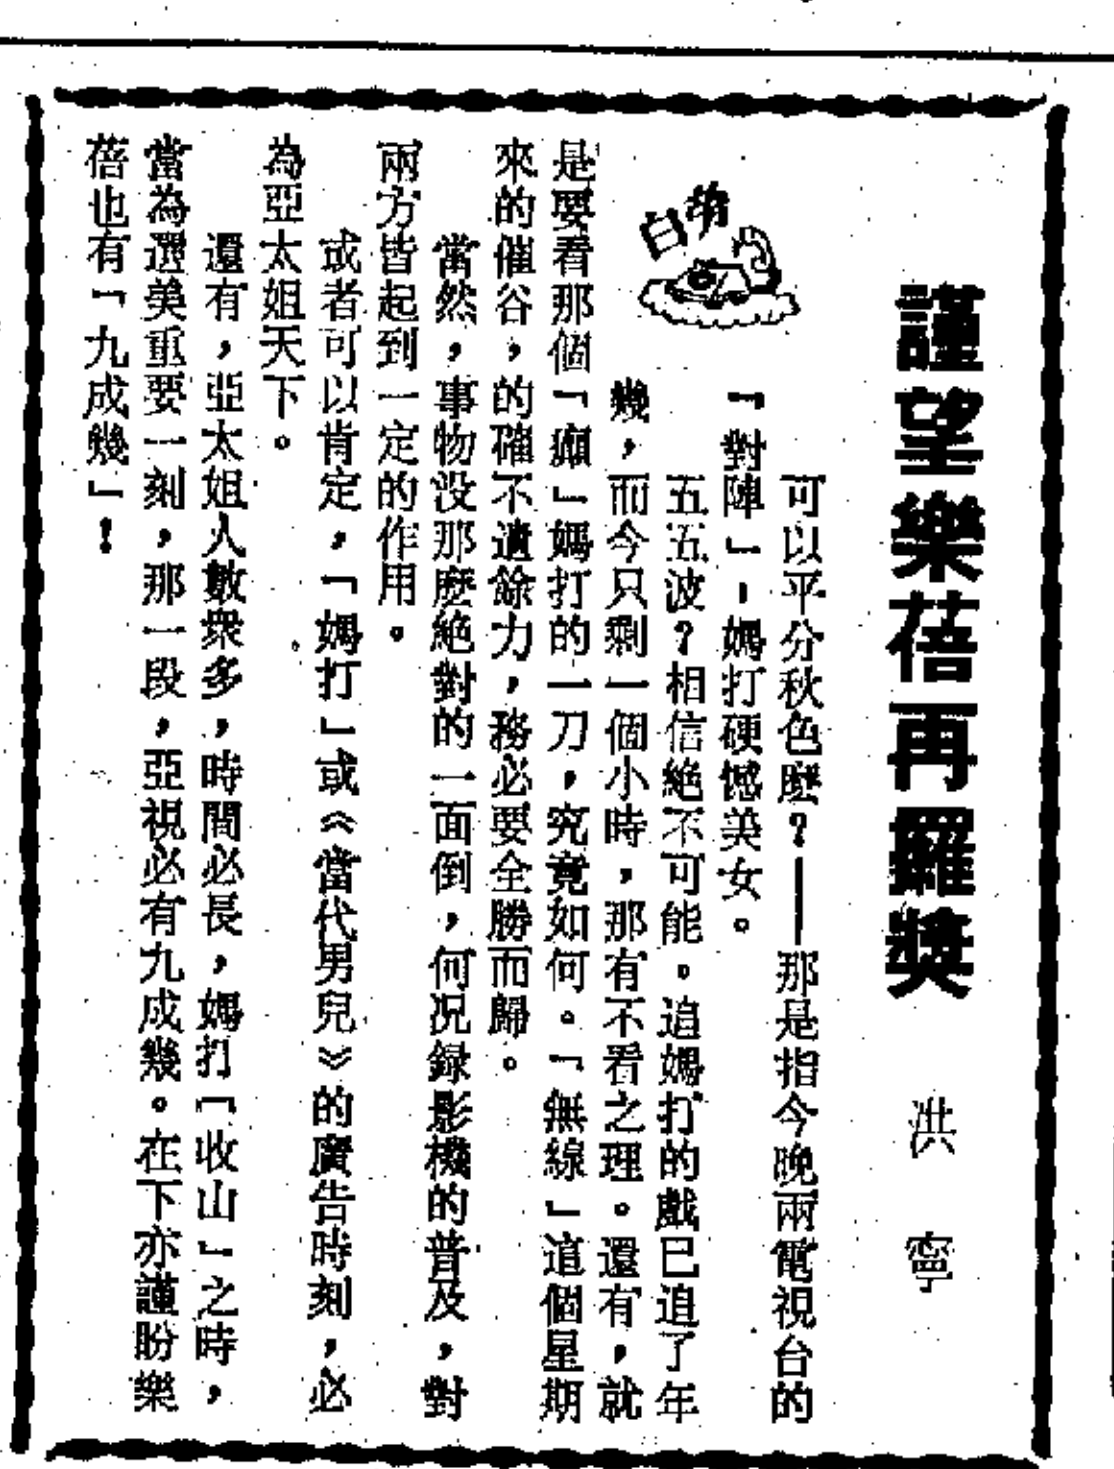 謹望樂蓓再羅獎
洪 寧
可以平分秋色麽？——那是指今晚兩電視台的
「對陣」，媽打硬憾美女。
五五波？相信絕不可能。追媽打的戲已追了年
幾，而今只剩一個小時，那有不看之理。還有，就
是要看那個「癲」媽打的一刀，究竟如何。「無線」這個星期
來的催谷，的確不遺餘力，務必要全勝而歸。
當然，事物没那麽絕對的一面倒，何況録影機的普及，對
兩方皆起到一定的作用。
或者可以肯定，「媽打」或《當代男兒》的廣告時刻，必
為亞太姐天下。
還有，亞太姐人數衆多，時間必長，媽打「收山」之時，
當為選美重要一刻，那一段，亞視必有九成幾。在下亦謹盼樂
蓓也有「九成幾」！